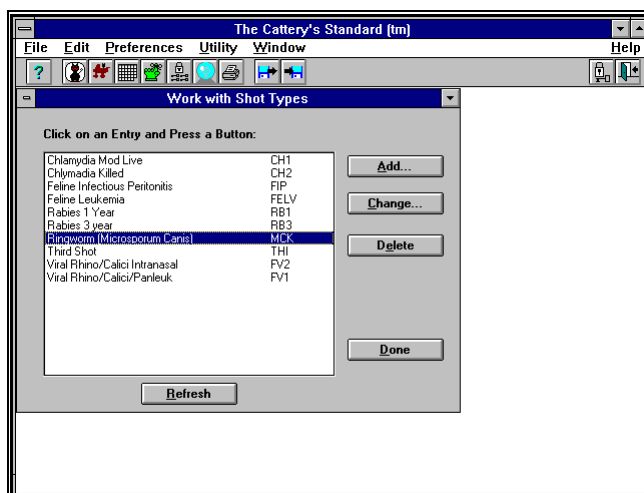 The Cattery's Standard (tm)
File Edit Preferences Utility Window Help
?
Work with Shot Types
Click on an Entry and Press a Button:
Chlamydia Mod Live CH1
Chlymadia Killed CH2
Feline Infectious Peritonitis FIP
Feline Leukemia FELV
Rabies 1 Year RB1
Rabies 3 year RB3
Ringworm (Microsporum Canis) MCK
Third Shot THI
Viral Rhino/Calici Intranasal FV2
Viral Rhino/Calici/Panleuk FV1
Add...
Change...
Delete
Done
Refresh